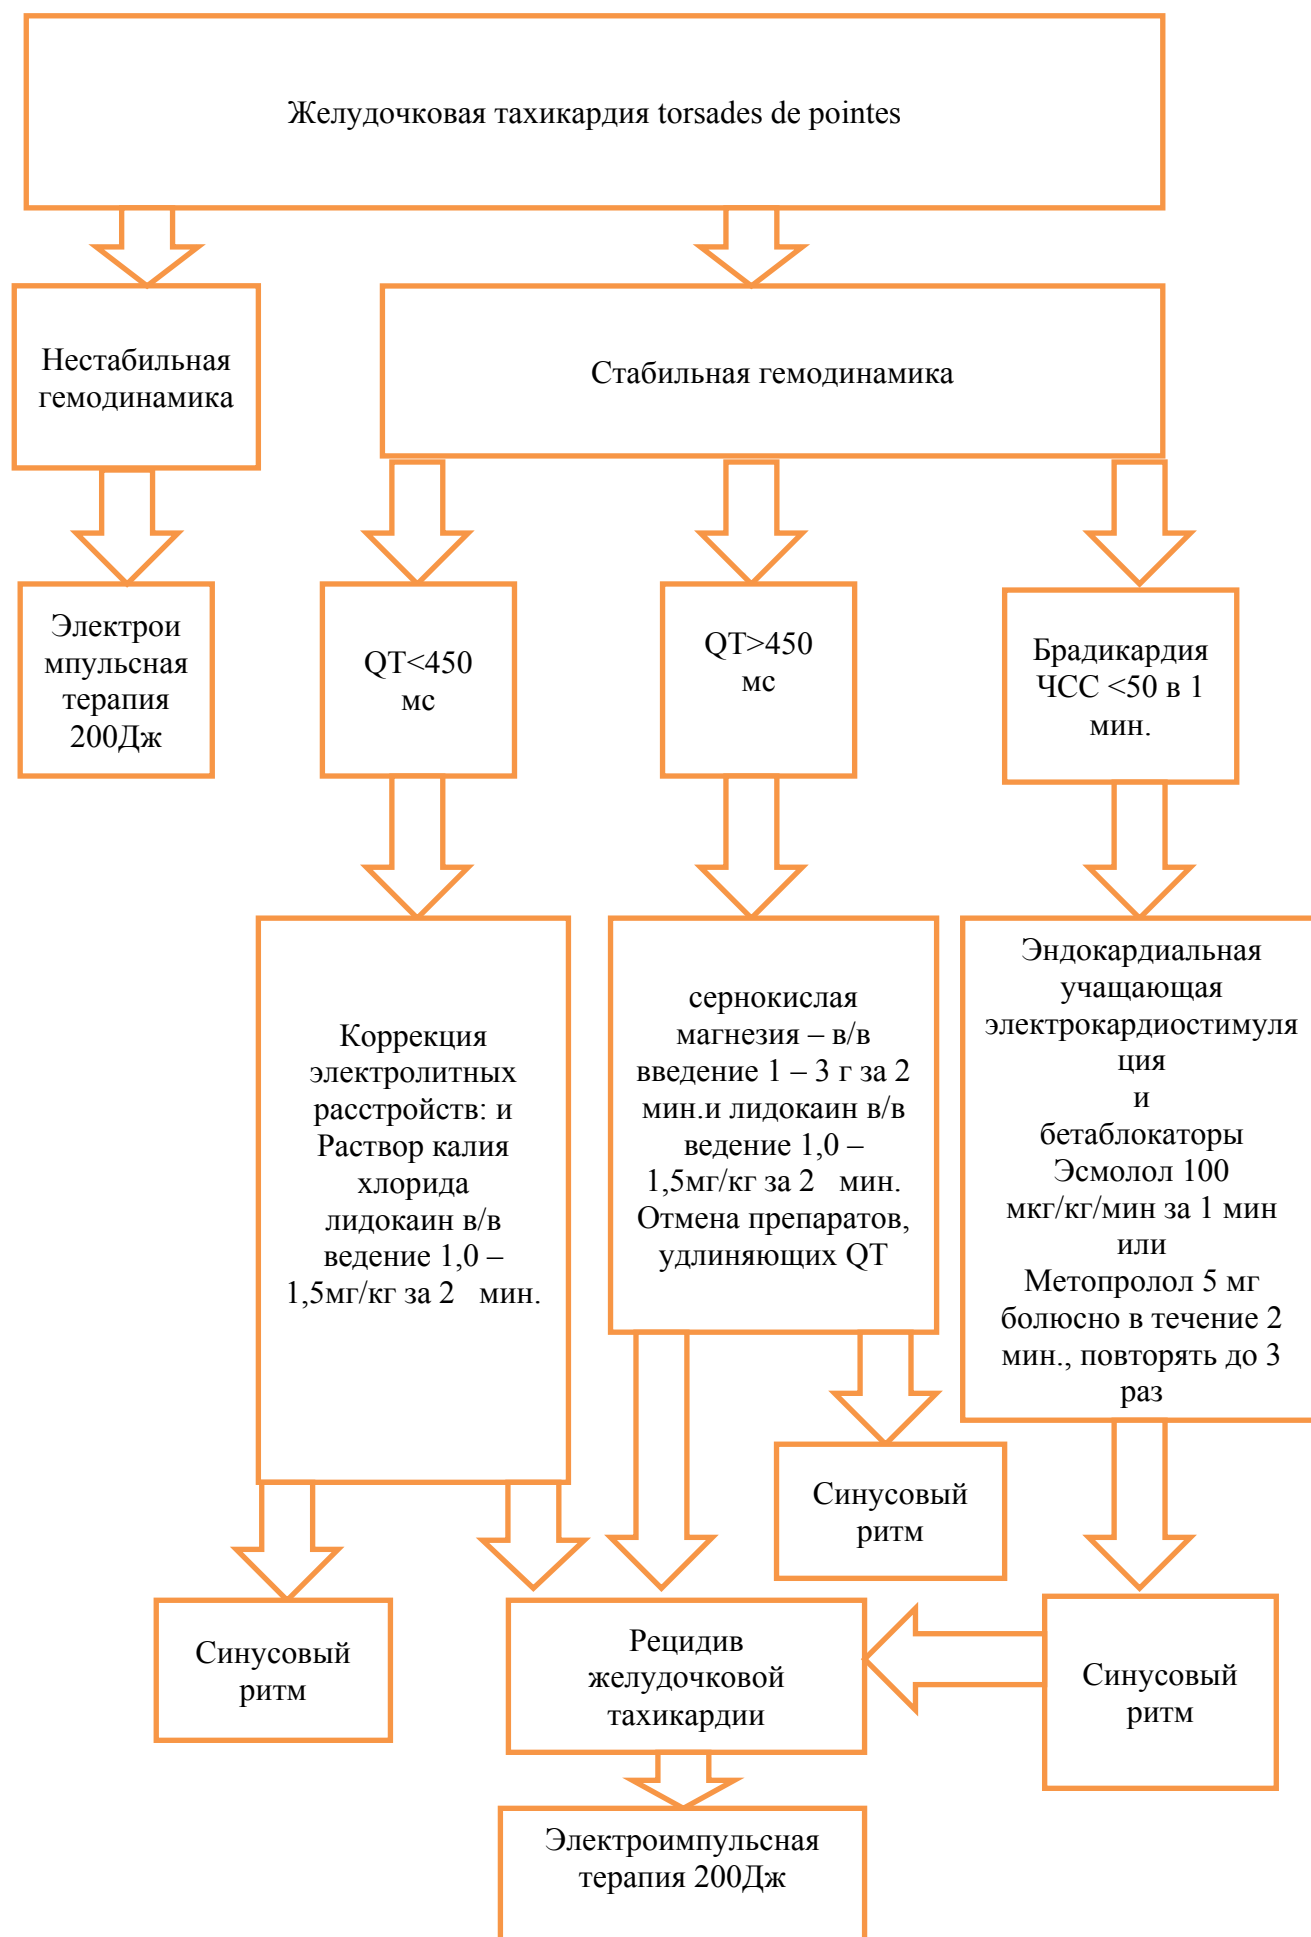 Желудочковая тахикардия torsades de pointes
Нестабильная
гемодинамика
Стабильная гемодинамика
Электрои
мпульсная
терапия
200Дж
QT<450
мс
QT>450
мс
Брадикардия
ЧСС <50 в 1
мин.
Коррекция
электролитных
расстройств: и
Раствор калия
хлорида
лидокаин в/в
ведение 1,0 –
1,5мг/кг за 2 мин.
сернокислая
магнезия – в/в
введение 1 – 3 г за 2
мин.и лидокаин в/в
ведение 1,0 –
1,5мг/кг за 2 мин.
Отмена препаратов,
удлиняющих QT
Эндокардиальная
учащающая
электрокардиостимуля
ция
и
бетаблокаторы
Эсмолол 100
мкг/кг/мин за 1 мин
или
Метопролол 5 мг
болюсно в течение 2
мин., повторять до 3
раз
Синусовый
ритм
Синусовый
ритм
Рецидив
желудочковой
тахикардии
Синусовый
ритм
Электроимпульсная
терапия 200Дж